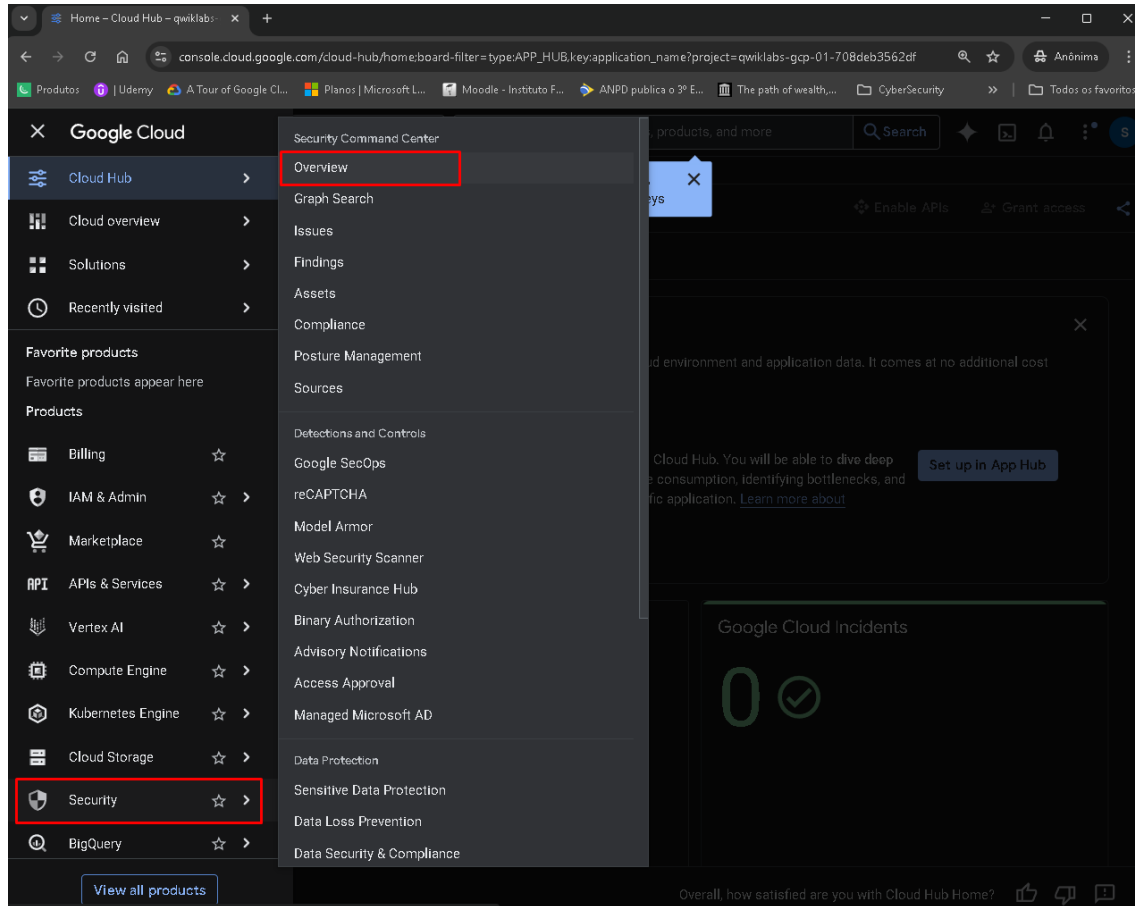 Home – Cloud Hub – qwiklabs-
console.cloud.google.com/cloud-hub/home;board-filter=type:APP_HUB,key:application_name?project=qwiklabs-gcp-01-708deb3562df
Anônima
Produtos
| Udemy
A Tour of Google Cl...
Planos | Microsoft L...
Moodle - Instituto F...
ANPD publica o 3º E...
The path of wealth,...
CyberSecurity
»
Todos os favoritos
Google Cloud
Cloud Hub
Cloud overview
Solutions
Recently visited
Favorite products
Favorite products appear here
Products
Billing
IAM & Admin
Marketplace
API APIs & Services
Vertex AI
Compute Engine
Kubernetes Engine
Cloud Storage
Security
BigQuery
View all products
Security Command Center
Overview
Graph Search
Issues
Findings
Assets
Compliance
Posture Management
Sources
Detections and Controls
Google SecOps
reCAPTCHA
Model Armor
Web Security Scanner
Cyber Insurance Hub
Binary Authorization
Advisory Notifications
Access Approval
Managed Microsoft AD
Data Protection
Sensitive Data Protection
Data Loss Prevention
Data Security & Compliance
, products, and more
Search
S
Enable APIs
Grant access
environment and application data. It comes at no additional cost
Cloud Hub. You will be able to dive deep
consumption, identifying bottlenecks, and
application. Learn more about
Set up in App Hub
Google Cloud Incidents
0
Overall, how satisfied are you with Cloud Hub Home?